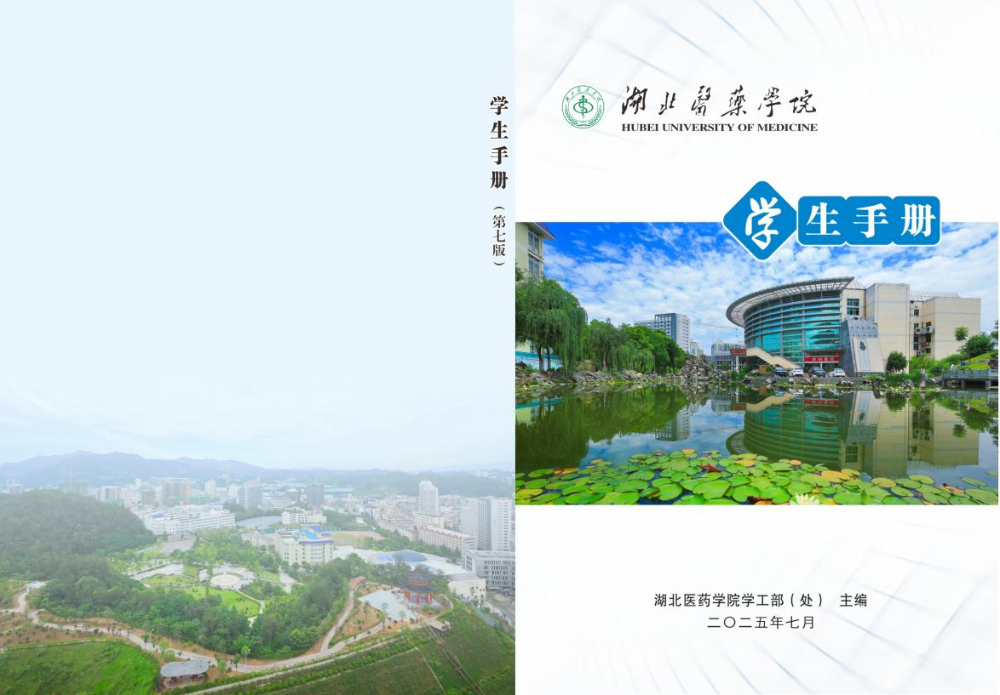 学生手册
（第七版）
湖北醫藥學院
HUBEI UNIVERSITY OF MEDICINE
学生手册
湖北医药学院学工部（处） 主编
二〇二五年七月